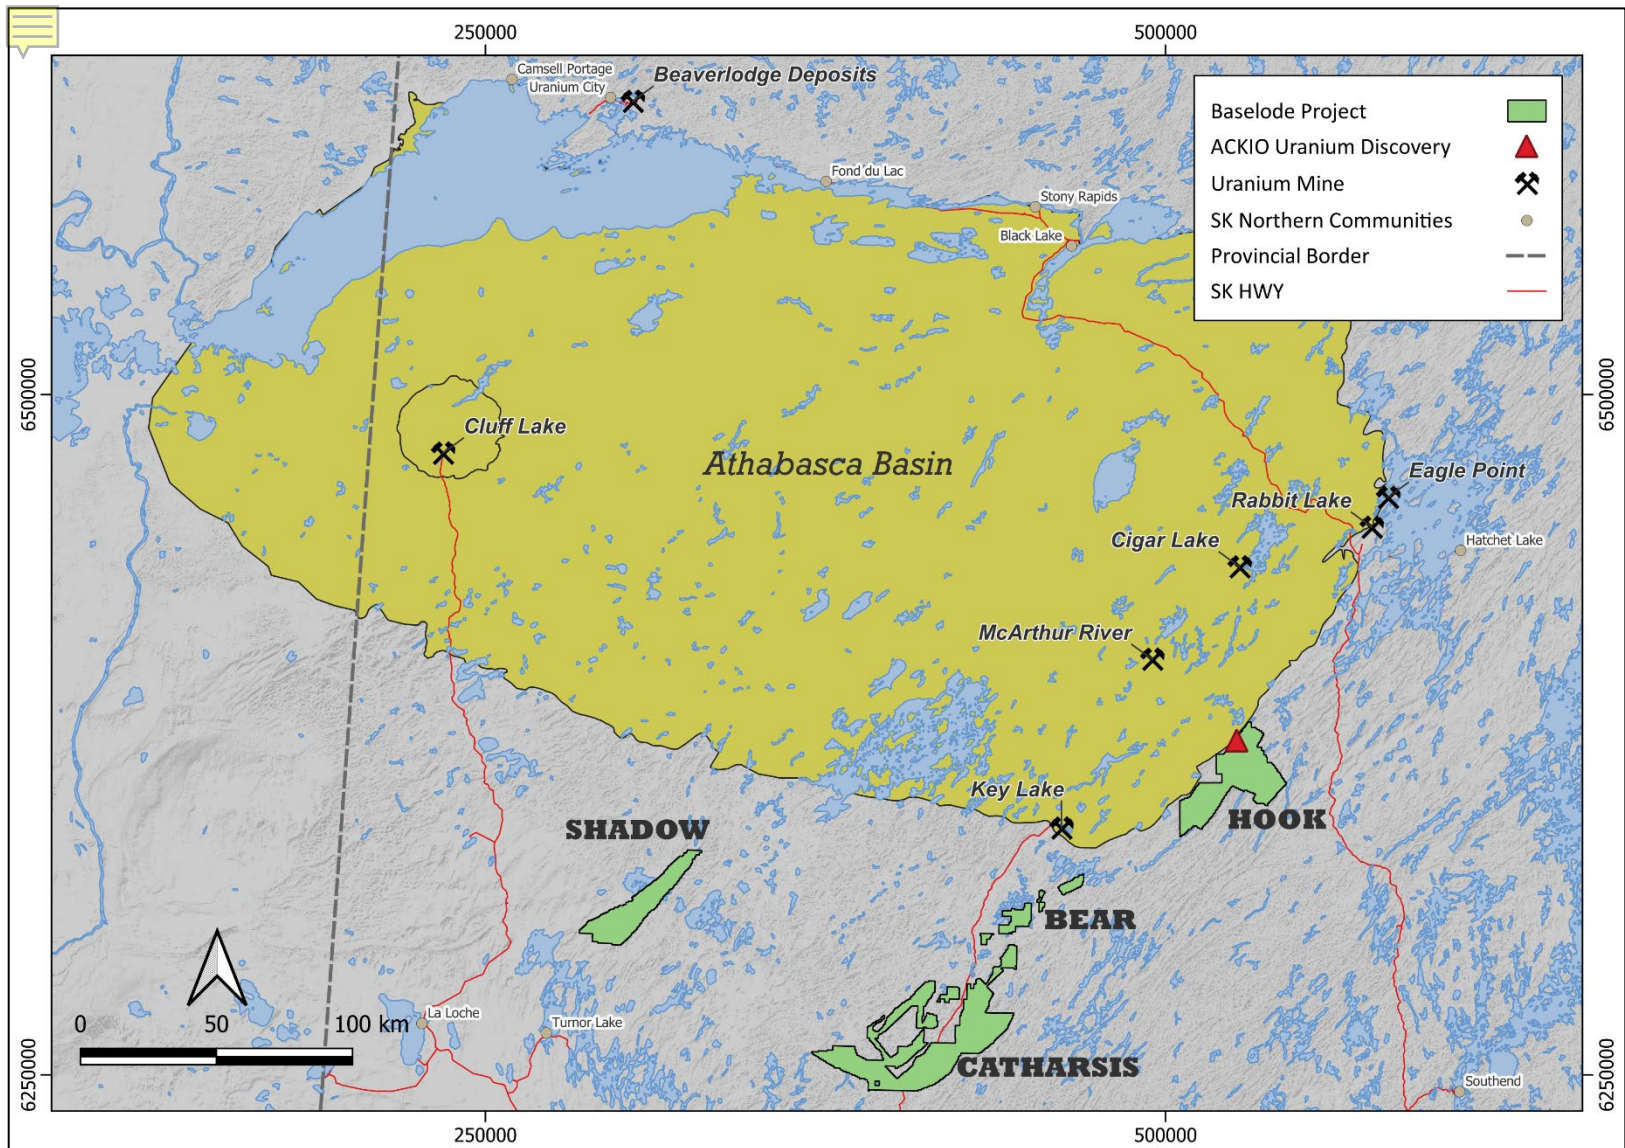 250000
500000
Camsell Portage
Uranium City
Beaverlodge Deposits
Baselode Project
ACKIO Uranium Discovery
Uranium Mine
SK Northern Communities
Provincial Border
SK HWY
Fond du Lac
Stony Rapids
Black Lake
6500000
6500000
Cluff Lake
Athabasca Basin
Eagle Point
Rabbit Lake
Cigar Lake
Hatchet Lake
McArthur River
Key Lake
HOOK
SHADOW
BEAR
La Loche
Turnor Lake
0 50 100 km
CATHARSIS
Southend
6250000
6250000
250000
500000